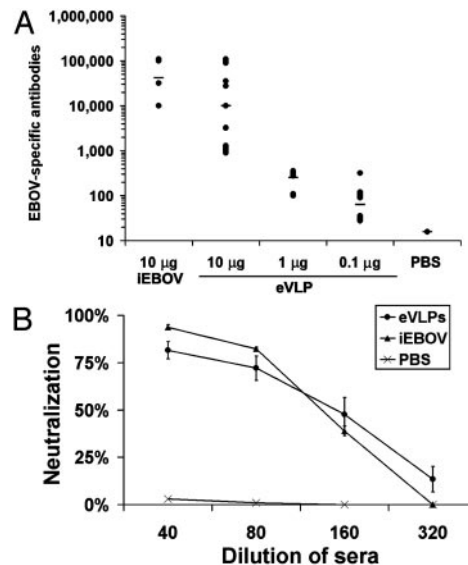 A
EBOV-specific antibodies
1,000,000
100,000
10,000
1,000
100
10
10 μg 10 μg 1 μg 0.1 μg PBS
iEBOV eVLP
B
Neutralization
100%
75%
50%
25%
0%
eVLPs
iEBOV
PBS
40 80 160 320
Dilution of sera